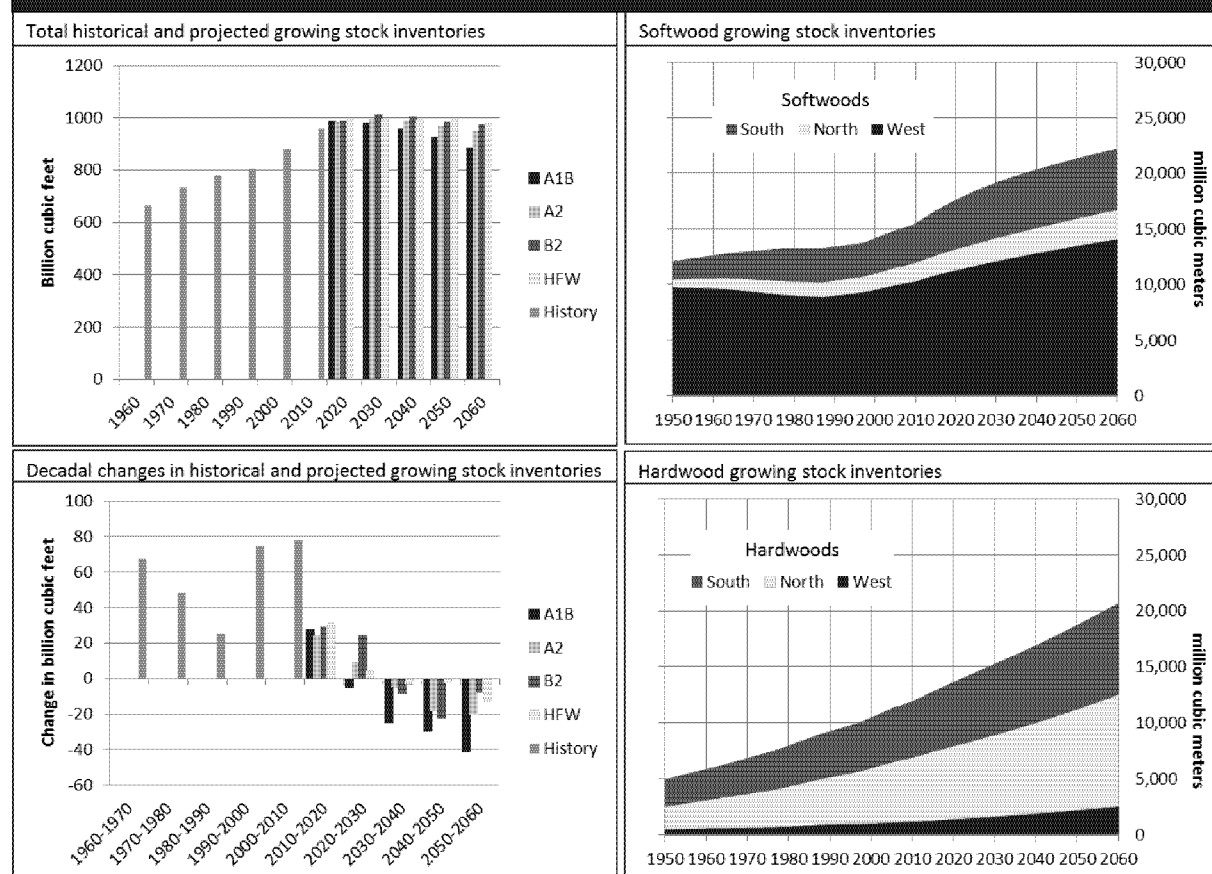 Total historical and projected growing stock inventories
1200
1000
800
600
400
200
0
Billion cubic feet
1960
1970
1980
1990
2000
2010
2020
2030
2040
2050
2060
A1B
A2
B2
HFW
History
Softwood growing stock inventories
Softwoods
South North West
30,000
25,000
20,000
15,000
10,000
5,000
0
million cubic meters
1950 1960 1970 1980 1990 2000 2010 2020 2030 2040 2050 2060
Decadal changes in historical and projected growing stock inventories
100
80
60
40
20
0
-20
-40
-60
Change in billion cubic feet
1960-1970
1970-1980
1980-1990
1990-2000
2000-2010
2010-2020
2020-2030
2030-2040
2040-2050
2050-2060
A1B
A2
B2
HFW
History
Hardwood growing stock inventories
Hardwoods
South North West
30,000
25,000
20,000
15,000
10,000
5,000
0
million cubic meters
1950 1960 1970 1980 1990 2000 2010 2020 2030 2040 2050 2060